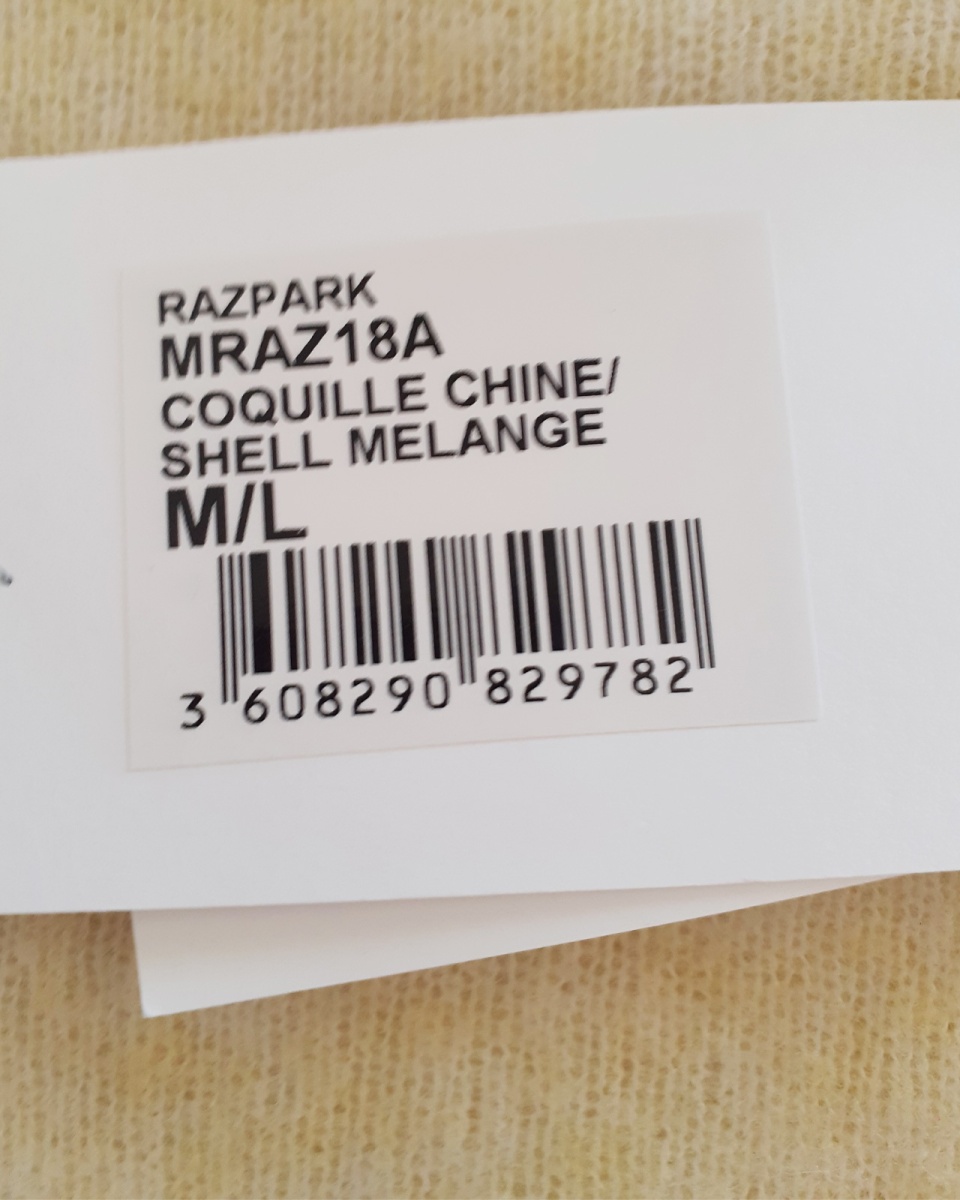 RAZPARK
MRAZ18A
COQUILLE CHINE/
SHELL MELANGE
M/L
3 608290 829782